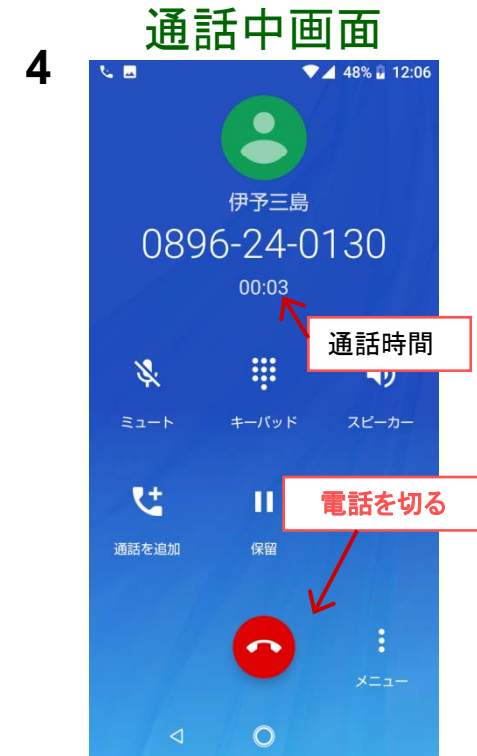 通話中画面
4
48% 12:06
伊予三島
0896-24-0130
00:03
通話時間
ミュート
キーパッド
スピーカー
電話を切る
通話を追加
保留
メニュー